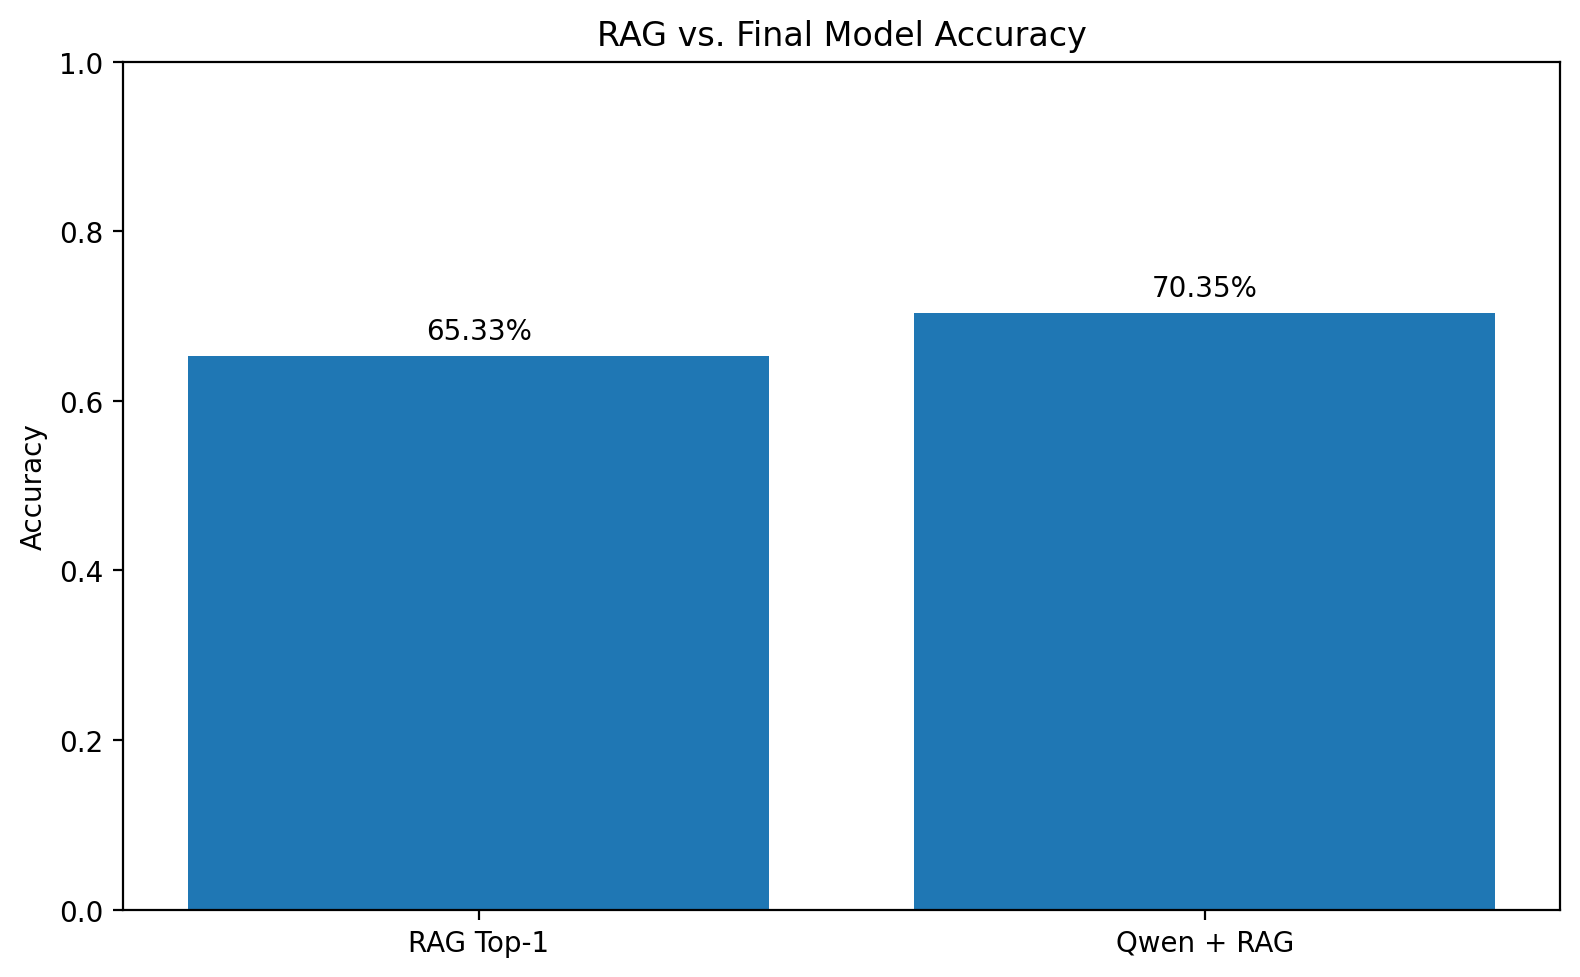 RAG vs. Final Model Accuracy
1.0
0.8
0.6
0.4
0.2
0.0
Accuracy
65.33%
70.35%
RAG Top-1
Qwen + RAG